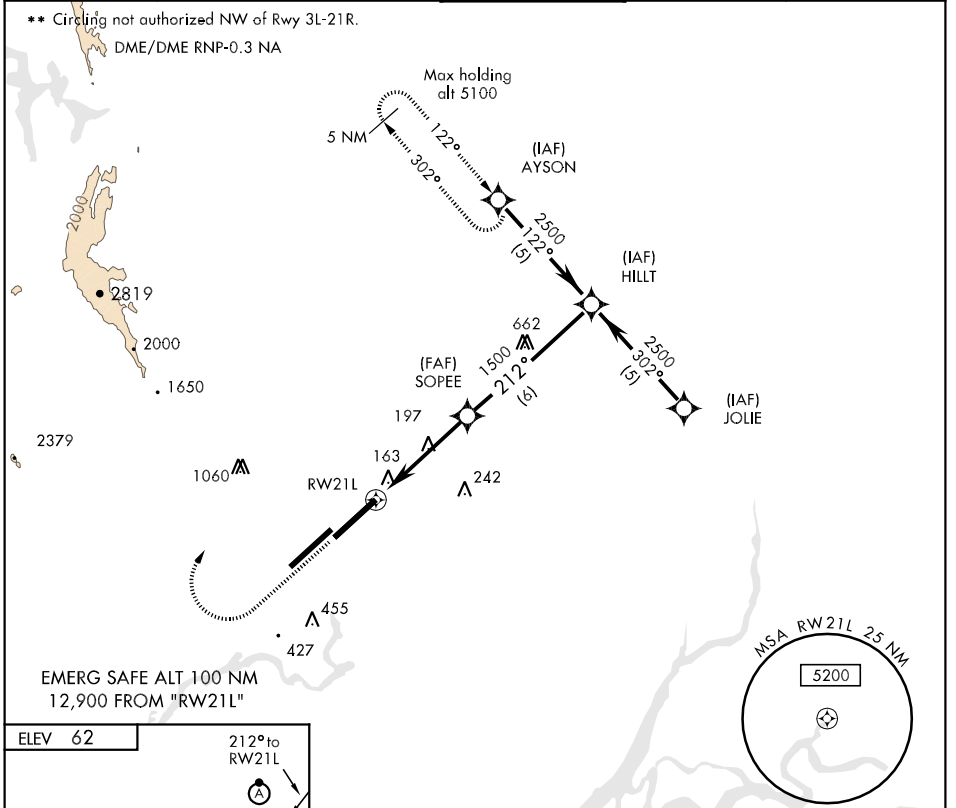 ** Circling not authorized NW of Rwy 3L-21R.
DME/DME RNP-0.3 NA
Max holding
alt 5100
5 NM
122°
302°
(IAF)
AYSON
2500
122°
(5)
(IAF)
HILLT
2000
2819
2000
1650
662
1500
212°
(6)
2500
302°
(5)
(FAF)
SOPEE
(IAF)
JOLIE
197
2379
163
1060
242
RW21L
455
427
EMERG SAFE ALT 100 NM
12,900 FROM "RW21L"
MSA RW21L 25 NM
5200
ELEV 62
212° to
RW21L
A